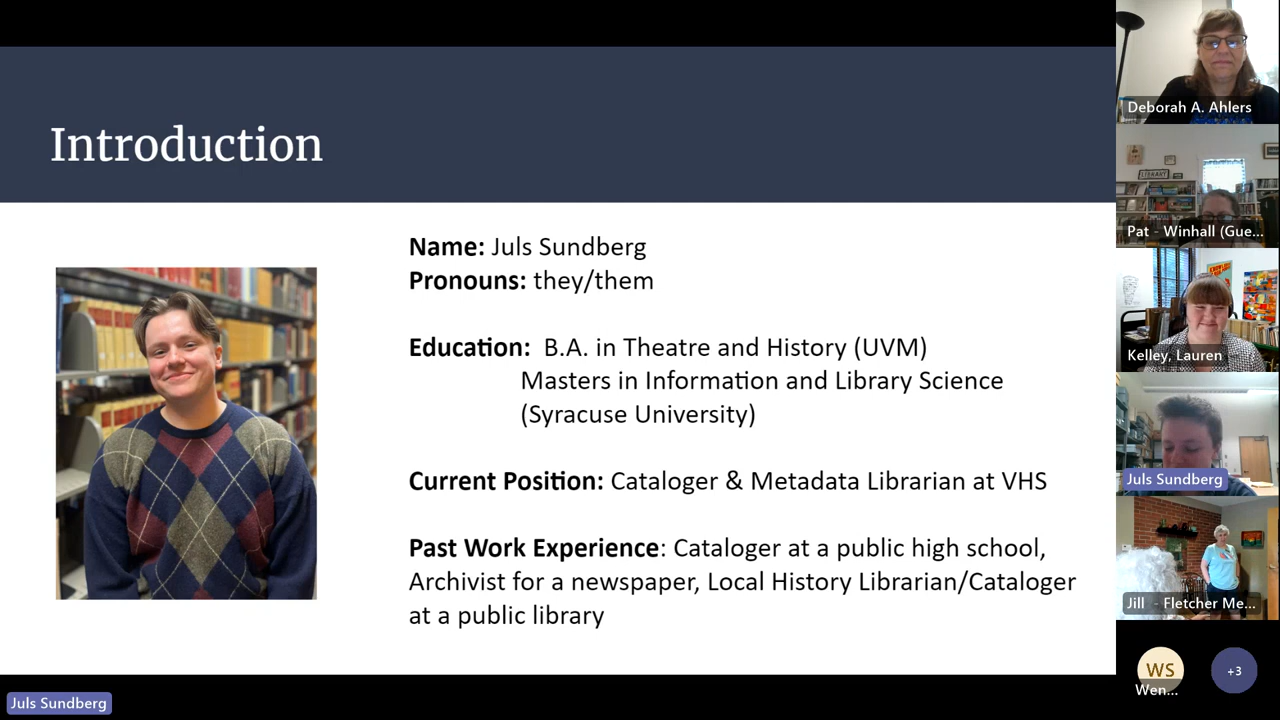 Introduction
Name: Juls Sundberg
Pronouns: they/them
Education: B.A. in Theatre and History (UVM)
Masters in Information and Library Science
(Syracuse University)
Current Position: Cataloger & Metadata Librarian at VHS
Past Work Experience: Cataloger at a public high school,
Archivist for a newspaper, Local History Librarian/Cataloger
at a public library
Juls Sundberg
Deborah A. Ahlers
LIBRARY
Pat - Winhall (Gue...
Kelley, Lauren
Juls Sundberg
Jill - Fletcher Me...
WS
Wen...
+3